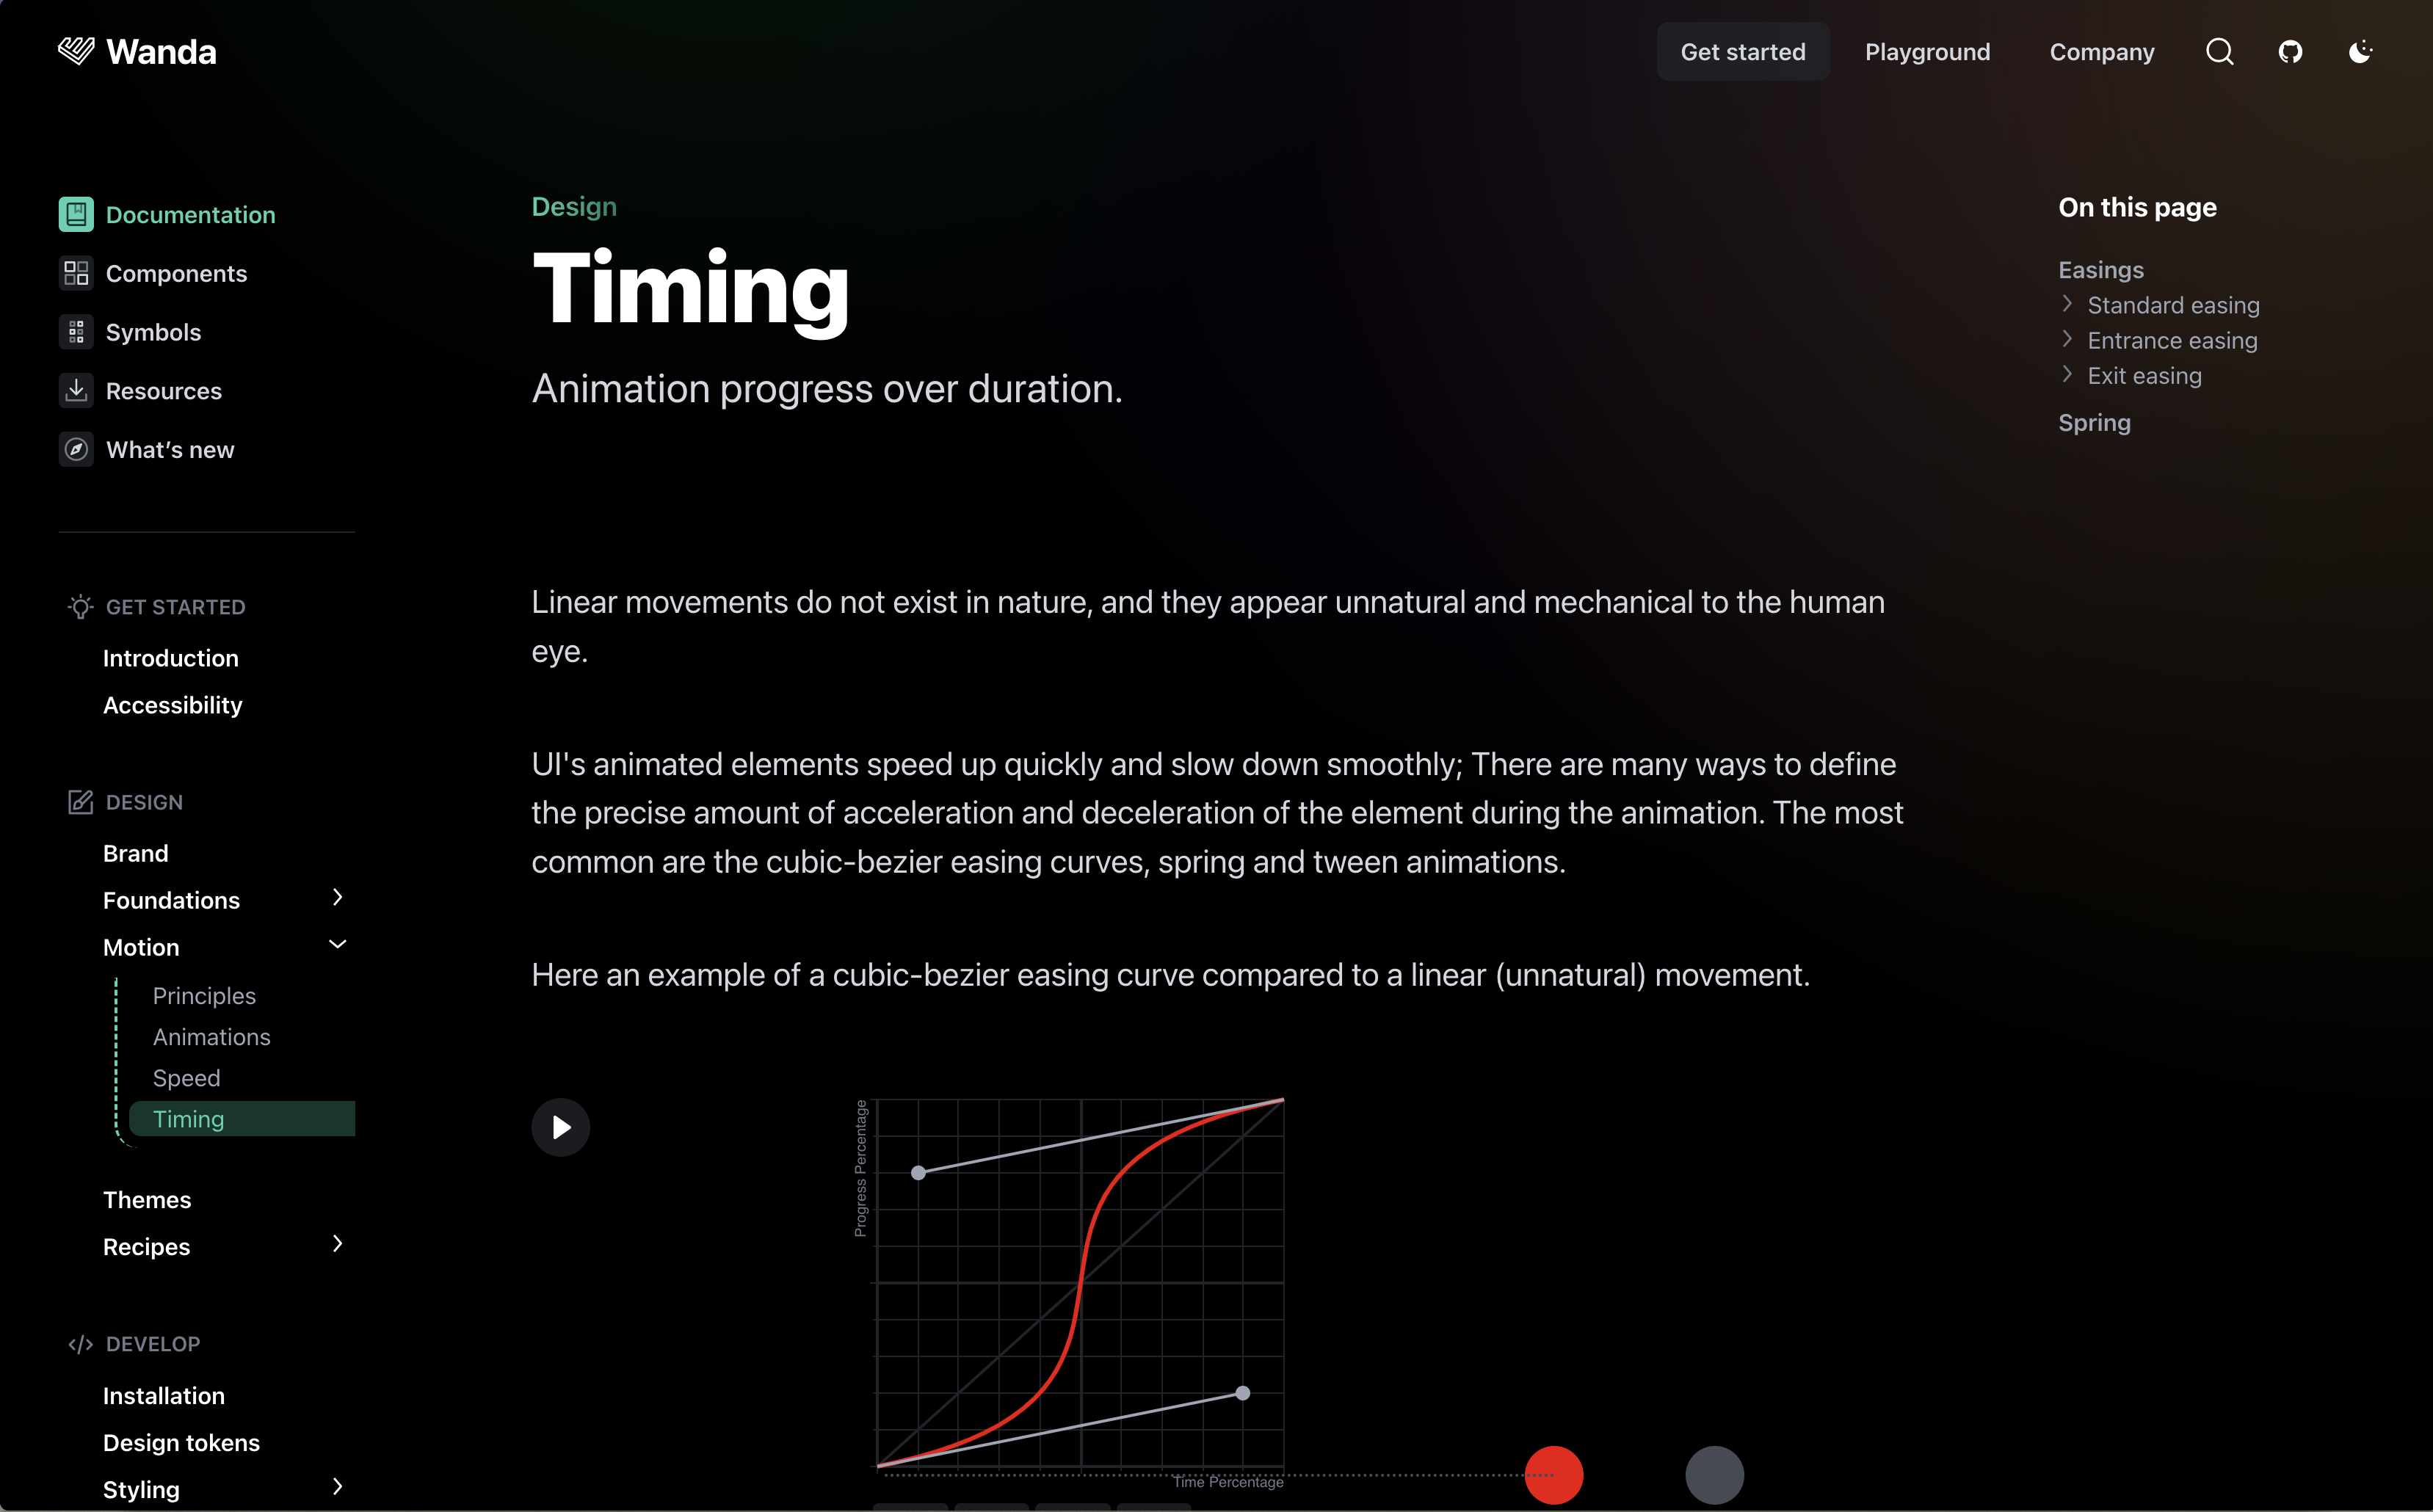 Wanda
Get started
Playground
Company
Documentation
Components
Symbols
Resources
What’s new
GET STARTED
Introduction
Accessibility
DESIGN
Brand
Foundations
Motion
Principles
Animations
Speed
Timing
Themes
Recipes
DEVELOP
Installation
Design tokens
Styling
Design
Timing
Animation progress over duration.
Linear movements do not exist in nature, and they appear unnatural and mechanical to the human
eye.
UI's animated elements speed up quickly and slow down smoothly; There are many ways to define
the precise amount of acceleration and deceleration of the element during the animation. The most
common are the cubic-bezier easing curves, spring and tween animations.
Here an example of a cubic-bezier easing curve compared to a linear (unnatural) movement.
Progress Percentage
Time Percentage
On this page
Easings
Standard easing
Entrance easing
Exit easing
Spring